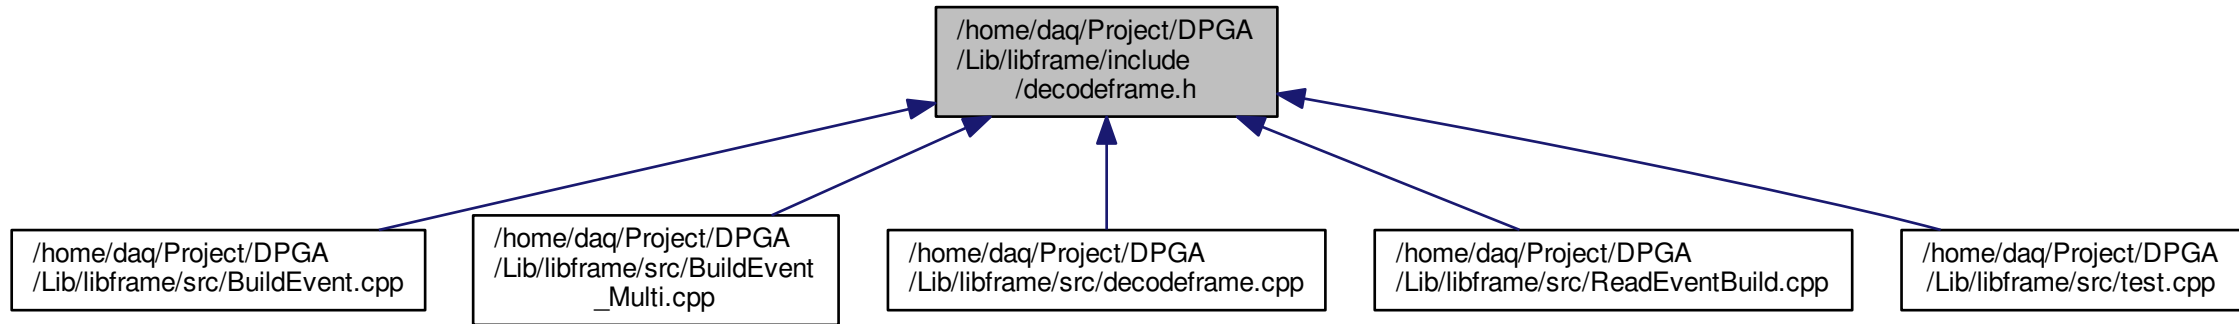 /home/daq/Project/DPGA
/Lib/libframe/include
/decodeframe.h
/home/daq/Project/DPGA
/Lib/libframe/src/BuildEvent.cpp
/home/daq/Project/DPGA
/Lib/libframe/src/BuildEvent
_Multi.cpp
/home/daq/Project/DPGA
/Lib/libframe/src/decodeframe.cpp
/home/daq/Project/DPGA
/Lib/libframe/src/ReadEventBuild.cpp
/home/daq/Project/DPGA
/Lib/libframe/src/test.cpp